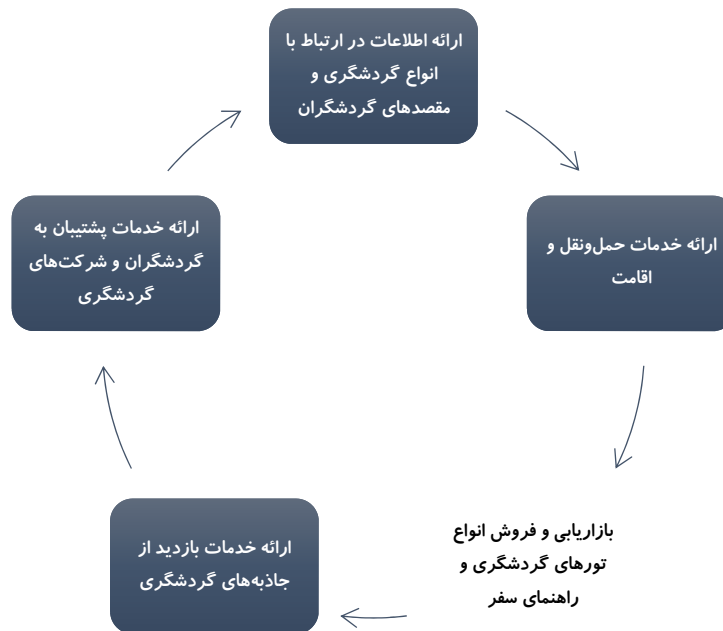 ارائه اطلاعات در ارتباط با
انواع گردشگری و
مقصدهای گردشگران
ارائه خدمات حمل‌ونقل و
اقامت
بازاریابی و فروش انواع
تورهای گردشگری و
راهنمای سفر
ارائه خدمات بازدید از
جاذبه‌های گردشگری
ارائه خدمات پشتیبان به
گردشگران و شرکت‌های
گردشگری